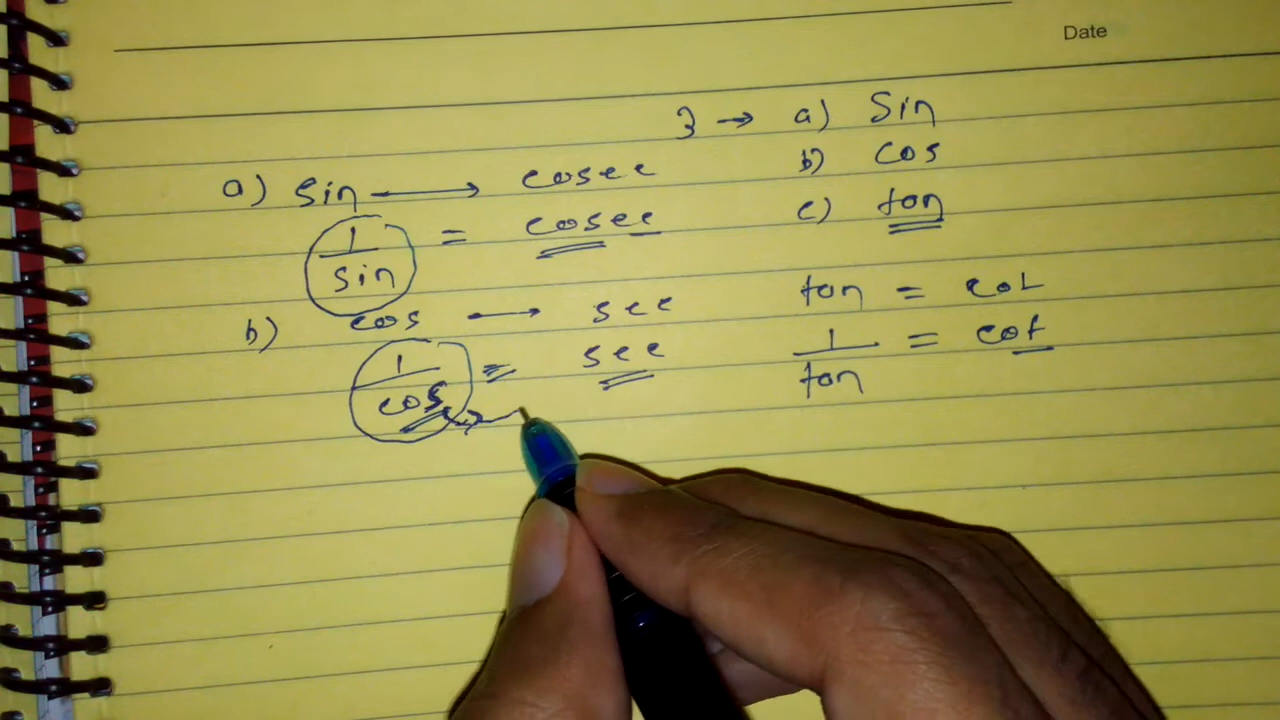 Date
3 → a) Sin
b) cos
c) tan
a) Sin → cosec
1/sin = cosec
b) cos → sec
1/cos = sec
tan = cot
1/tan = cot